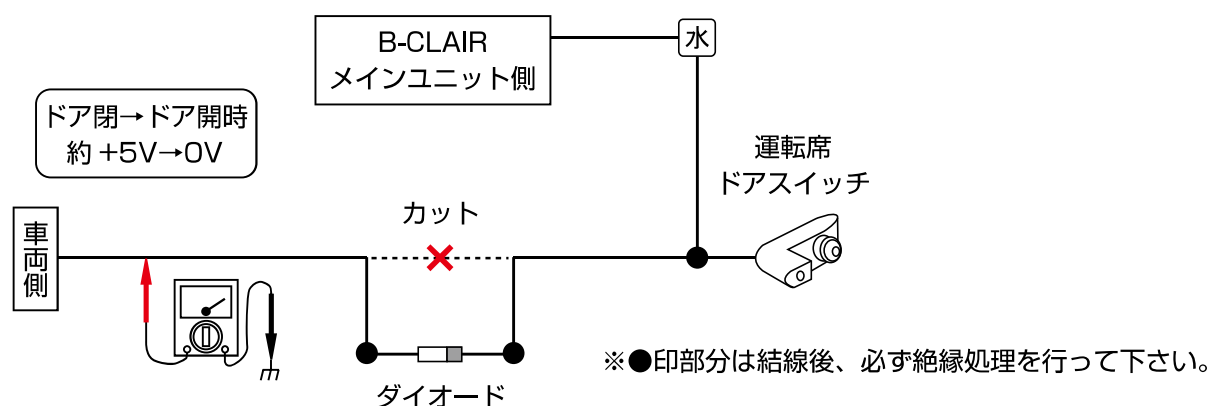 B-CLAIR
メインユニット側
水
ドア閉→ドア開時
約 +5V→0V
運転席
ドアスイッチ
カット
車両側
ダイオード
※●印部分は結線後、必ず絶縁処理を行って下さい。